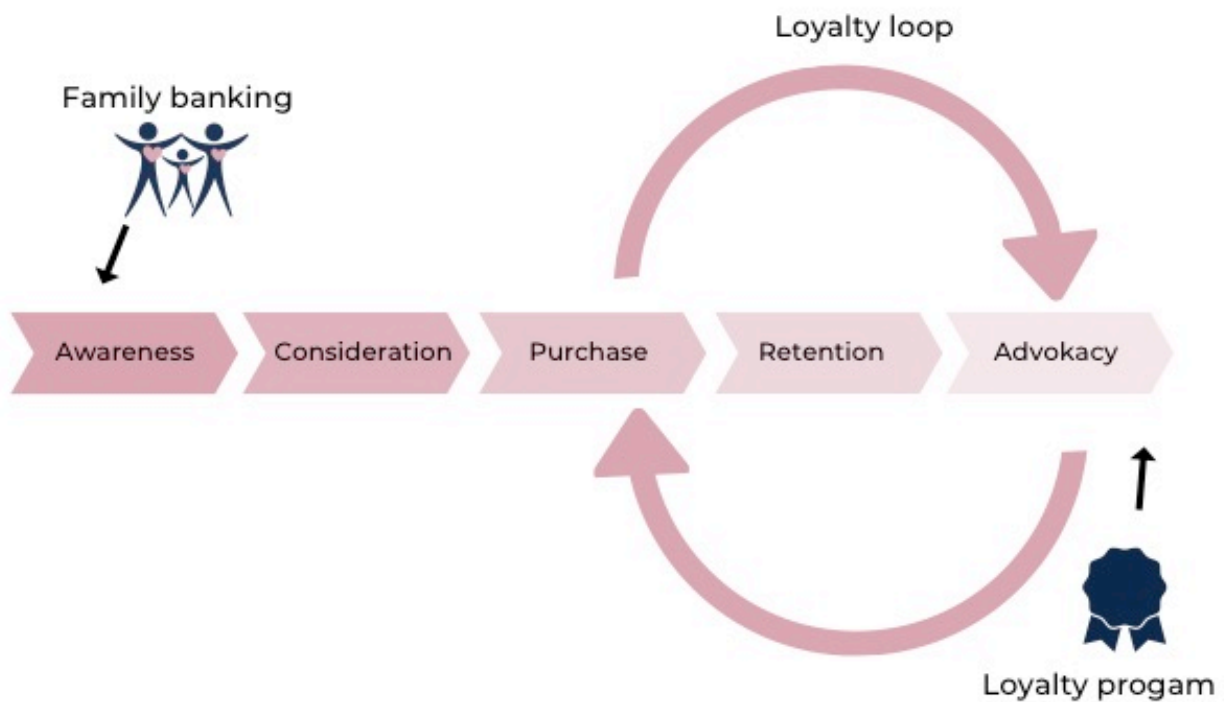 Loyalty loop
Family banking
Awareness
Consideration
Purchase
Retention
Advokacy
Loyalty progam